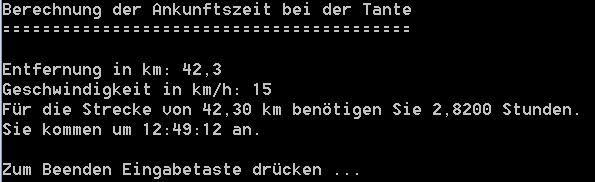 Berechnung der Ankunftszeit bei der Tante
=========================================
Entfernung in km: 42,3
Geschwindigkeit in km/h: 15
Für die Strecke von 42,30 km benötigen Sie 2,8200 Stunden.
Sie kommen um 12:49:12 an.
Zum Beenden Eingabetaste drücken ...